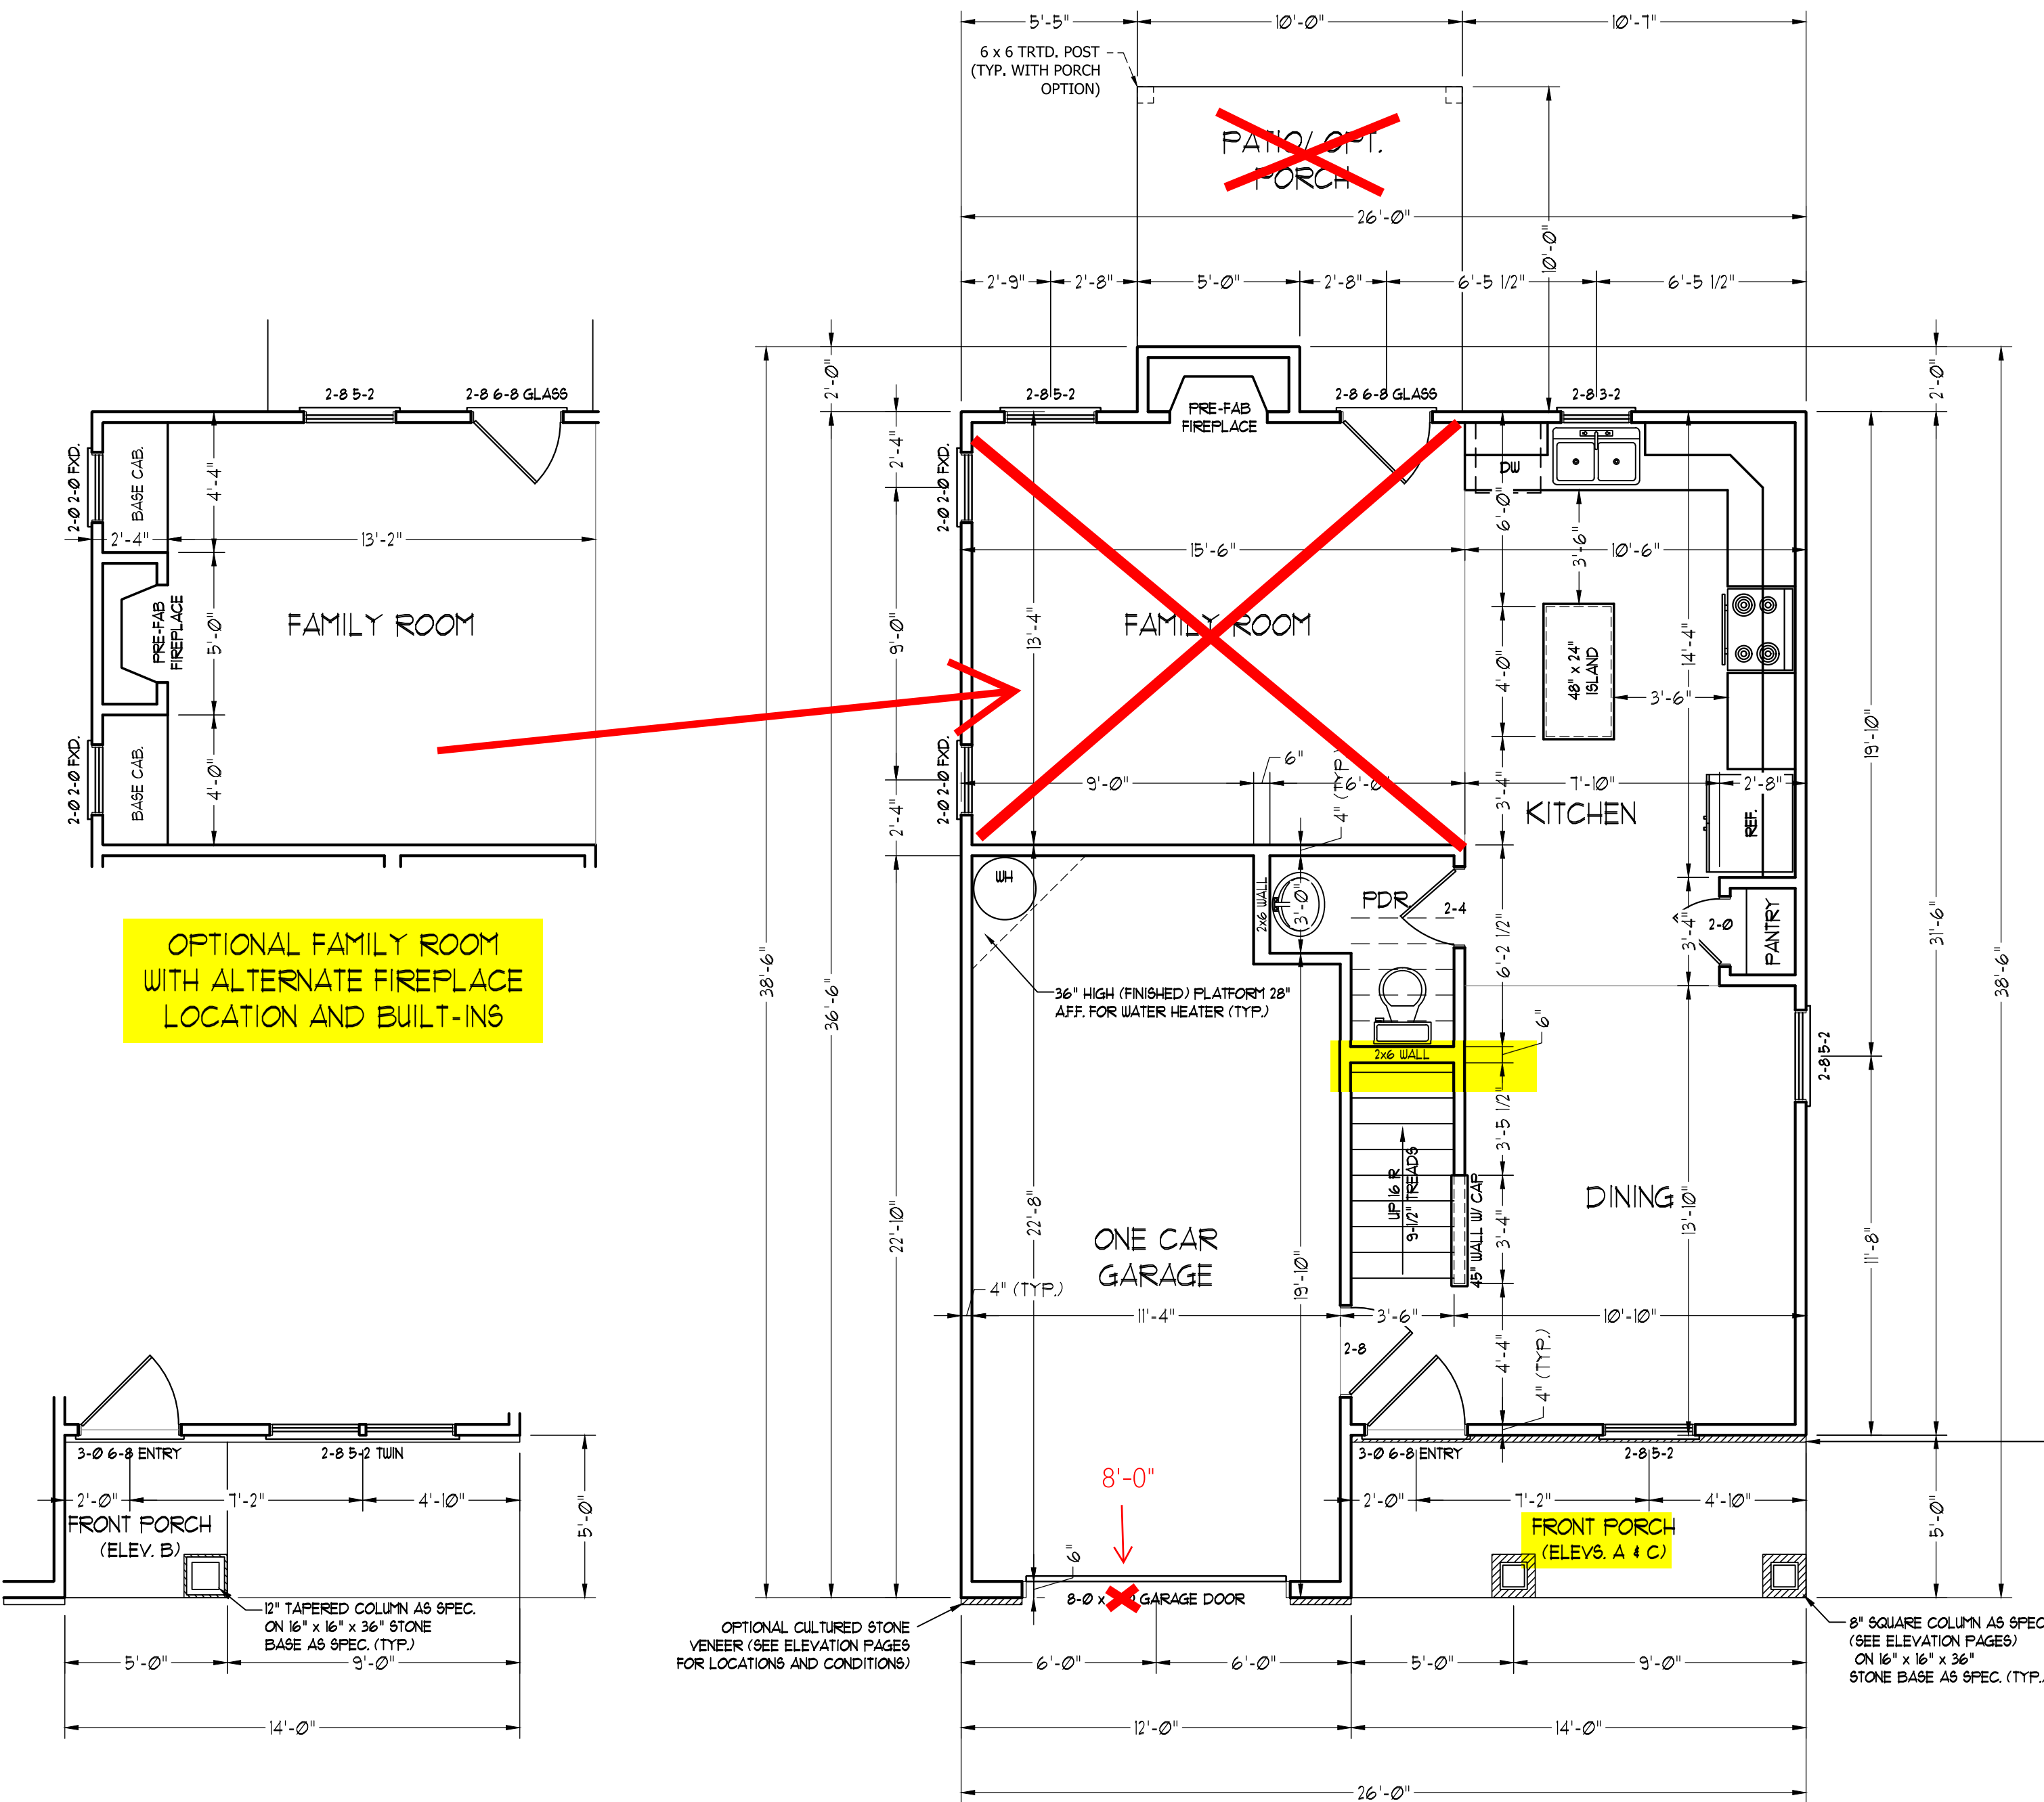 5'-5"
10'-0"
10'-7"
6 x 6 TRTD. POST
(TYP. WITH PORCH
OPTION)
PATIO/ OPT.
PORCH
26'-0"
10'-0"
2'-9"
2'-8"
5'-0"
2'-8"
6'-5 1/2"
6'-5 1/2"
2'-0"
2'-0"
2-8 5-2
2-8 6-8 GLASS
2-8 5-2
PRE-FAB
FIREPLACE
2-8 6-8 GLASS
2-8 3-2
2-0 2-0 FXD.
BASE CAB.
4'-4"
2'-4"
13'-2"
PRE-FAB
FIREPLACE
5'-0"
FAMILY ROOM
2-0 2-0 FXD.
BASE CAB.
4'-0"
2'-4"
2-0 2-0 FXD.
9'-0"
2-0 2-0 FXD.
2'-4"
15'-6"
13'-4"
FAMILY ROOM
9'-0"
6"
4" (TYP.)
6'-0"
DW
6'-0"
3'-6"
10'-6"
4'-0"
48" x 24"
ISLAND
3'-6"
14'-4"
3'-4"
7'-10"
2'-8"
KITCHEN
REF.
19'-10"
31'-6"
38'-6"
38'-6"
36'-6"
WH
2x6 WALL
3'-0"
PDR.
2-4
6'-2 1/2"
3'-4"
2-0
PANTRY
OPTIONAL FAMILY ROOM
WITH ALTERNATE FIREPLACE
LOCATION AND BUILT-INS
36" HIGH (FINISHED) PLATFORM 28"
A.F.F. FOR WATER HEATER (TYP.)
2x6 WALL
6"
2-8 5-2
3'-5 1/2"
UP 16 R
9-1/2" TREADS
45" WALL W/ CAP
3'-4"
DINING
13'-10"
11'-8"
22'-10"
22'-8"
ONE CAR
GARAGE
19'-10"
4" (TYP.)
11'-4"
3'-6"
10'-10"
2-8
4'-4"
4" (TYP.)
3-0 6-8 ENTRY
2-8 5-2 TWIN
2'-0"
7'-2"
4'-10"
FRONT PORCH
(ELEV. B)
5'-0"
12" TAPERED COLUMN AS SPEC.
ON 16" x 16" x 36" STONE
BASE AS SPEC. (TYP.)
5'-0"
9'-0"
14'-0"
3-0 6-8 ENTRY
2-8 5-2
8'-0"
2'-0"
7'-2"
4'-10"
FRONT PORCH
(ELEVS. A & C)
5'-0"
6"
8-0 x GARAGE DOOR
OPTIONAL CULTURED STONE
VENEER (SEE ELEVATION PAGES
FOR LOCATIONS AND CONDITIONS)
8" SQUARE COLUMN AS SPEC
(SEE ELEVATION PAGES)
ON 16" x 16" x 36"
STONE BASE AS SPEC. (TYP.
6'-0"
6'-0"
5'-0"
9'-0"
12'-0"
14'-0"
26'-0"